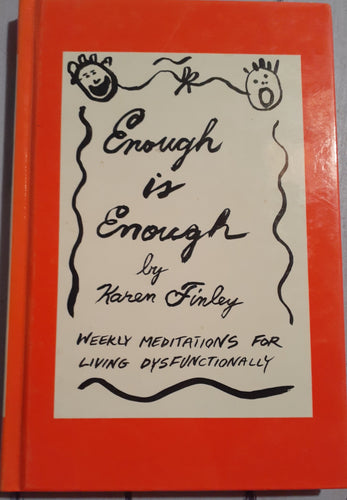 Enough
is
Enough
by
Karen Finley
WEEKLY MEDITATIONS FOR
LIVING DYSFUNCTIONALLY